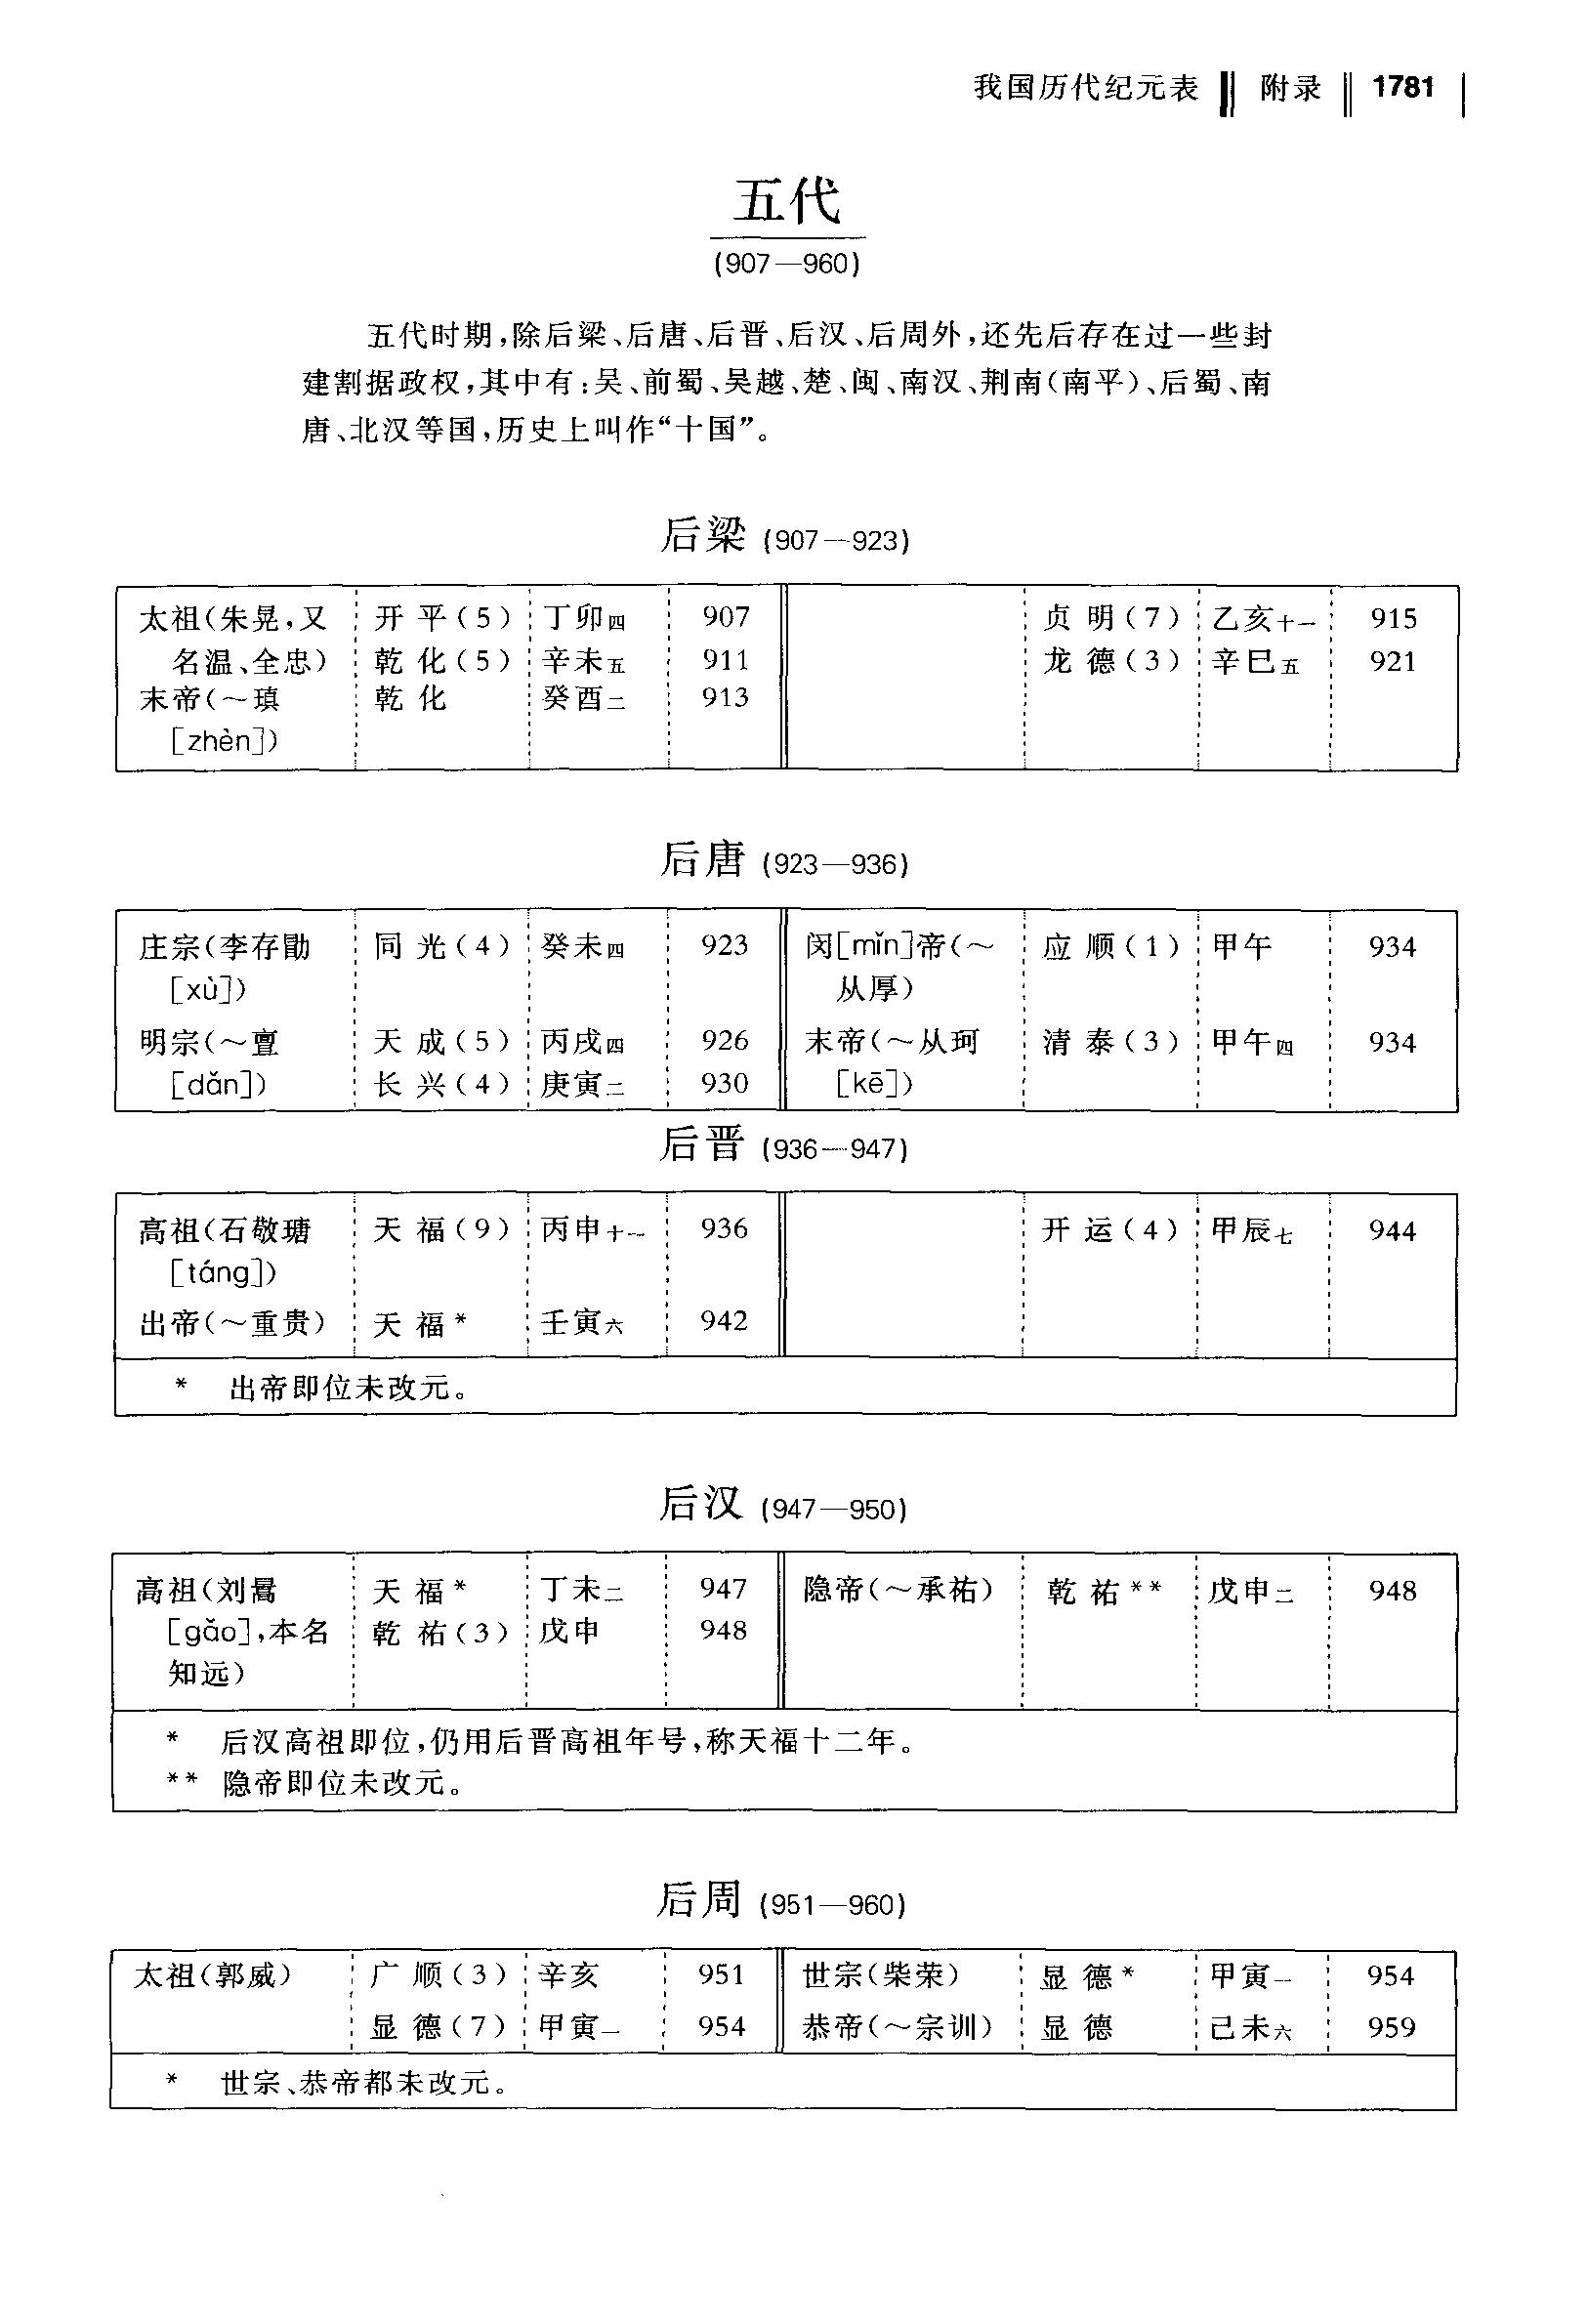 我国历代纪元表 附录 1781
五代
(907—960)
五代时期,除后梁、后唐、后晋、后汉、后周外,还先后存在过一些封
建割据政权,其中有:吴、前蜀、吴越、楚、闽、南汉、荆南(南平)、后蜀、南
唐、北汉等国,历史上叫作“十国”。
后梁 (907—923)
太祖(朱晃,又 开平(5) 丁卯四 907 贞明(7) 乙亥十一 915
名温、全忠) 乾化(5) 辛未五 911 龙德(3) 辛巳五 921
末帝(～瑱 乾化 癸酉二 913
[zhèn])
后唐 (923—936)
庄宗(李存勖 同光(4) 癸未四 923 闵[mǐn]帝(～ 应顺(1) 甲午 934
[xù]) 从厚)
明宗(～亶 天成(5) 丙戌四 926 末帝(～从珂 清泰(3) 甲午四 934
[dǎn]) 长兴(4) 庚寅二 930 [kē])
后晋 (936—947)
高祖(石敬瑭 天福(9) 丙申十一 936 开运(4) 甲辰七 944
[táng])
出帝(～重贵) 天福* 壬寅六 942
* 出帝即位未改元。
后汉 (947—950)
高祖(刘暠 天福* 丁未二 947 隐帝(～承祐) 乾祐** 戊申二 948
[gǎo],本名 乾祐(3) 戊申 948
知远)
* 后汉高祖即位,仍用后晋高祖年号,称天福十二年。
** 隐帝即位未改元。
后周 (951—960)
太祖(郭威) 广顺(3) 辛亥 951 世宗(柴荣) 显德* 甲寅一 954
显德(7) 甲寅一 954 恭帝(～宗训) 显德 己未六 959
* 世宗、恭帝都未改元。